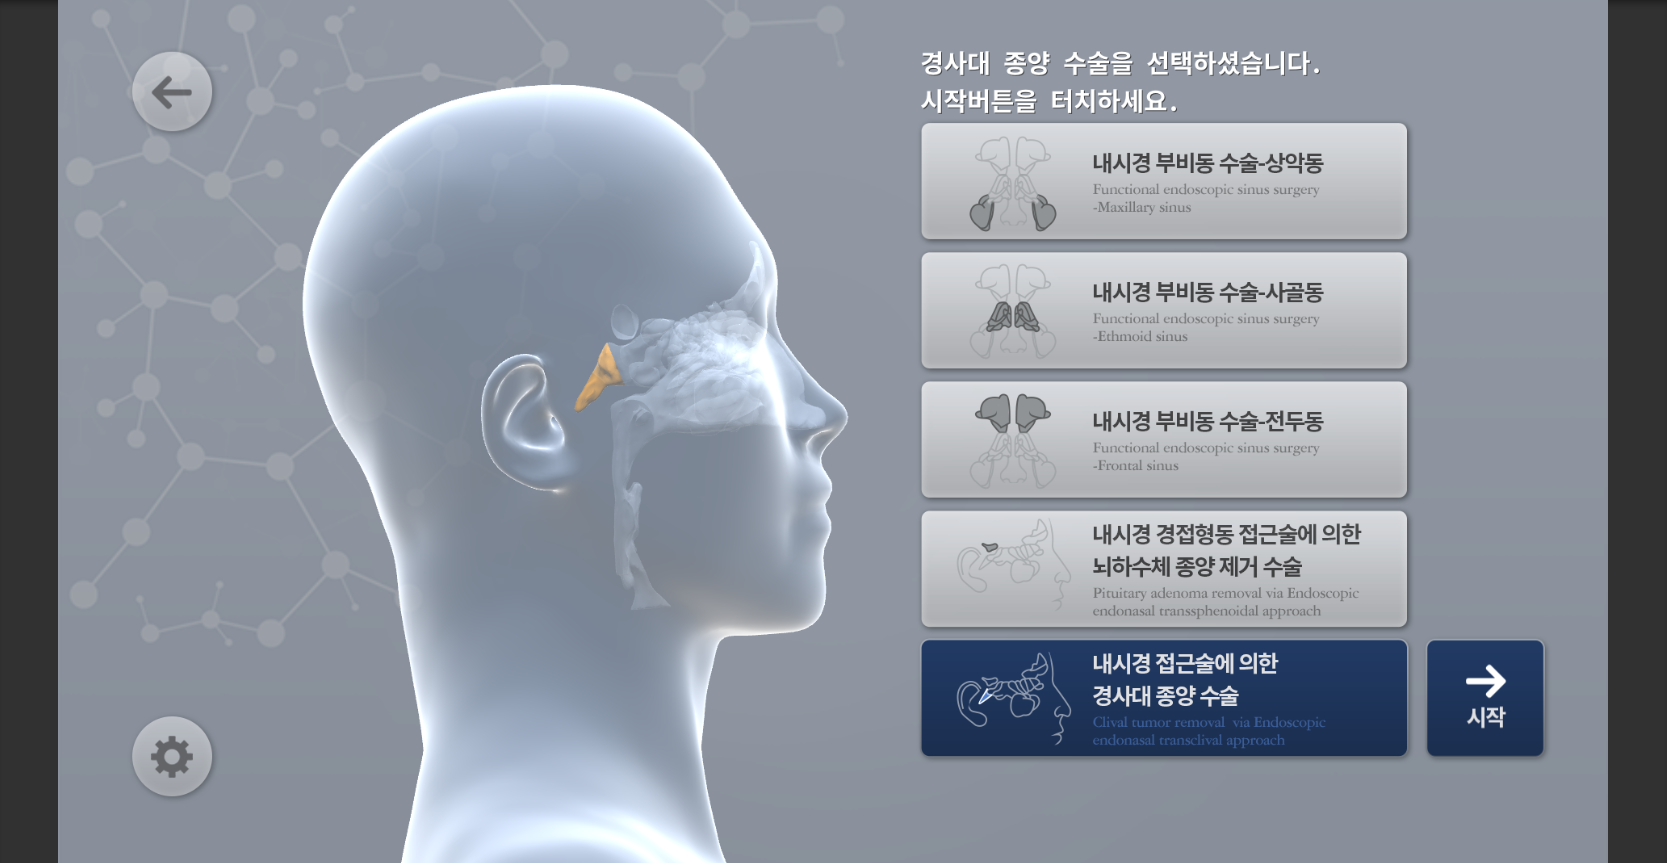 경사대 종양 수술을 선택하셨습니다.
시작버튼을 터치하세요.
내시경 부비동 수술-상악동
Functional endoscopic sinus surgery
-Maxillary sinus
내시경 부비동 수술-사골동
Functional endoscopic sinus surgery
-Ethmoid sinus
내시경 부비동 수술-전두동
Functional endoscopic sinus surgery
-Frontal sinus
내시경 경접형동 접근술에 의한
뇌하수체 종양 제거 수술
Pituitary adenoma removal via Endoscopic
endonasal transsphenoidal approach
내시경 접근술에 의한
경사대 종양 수술
Clival tumor removal via Endoscopic
endonasal transclival approach
시작